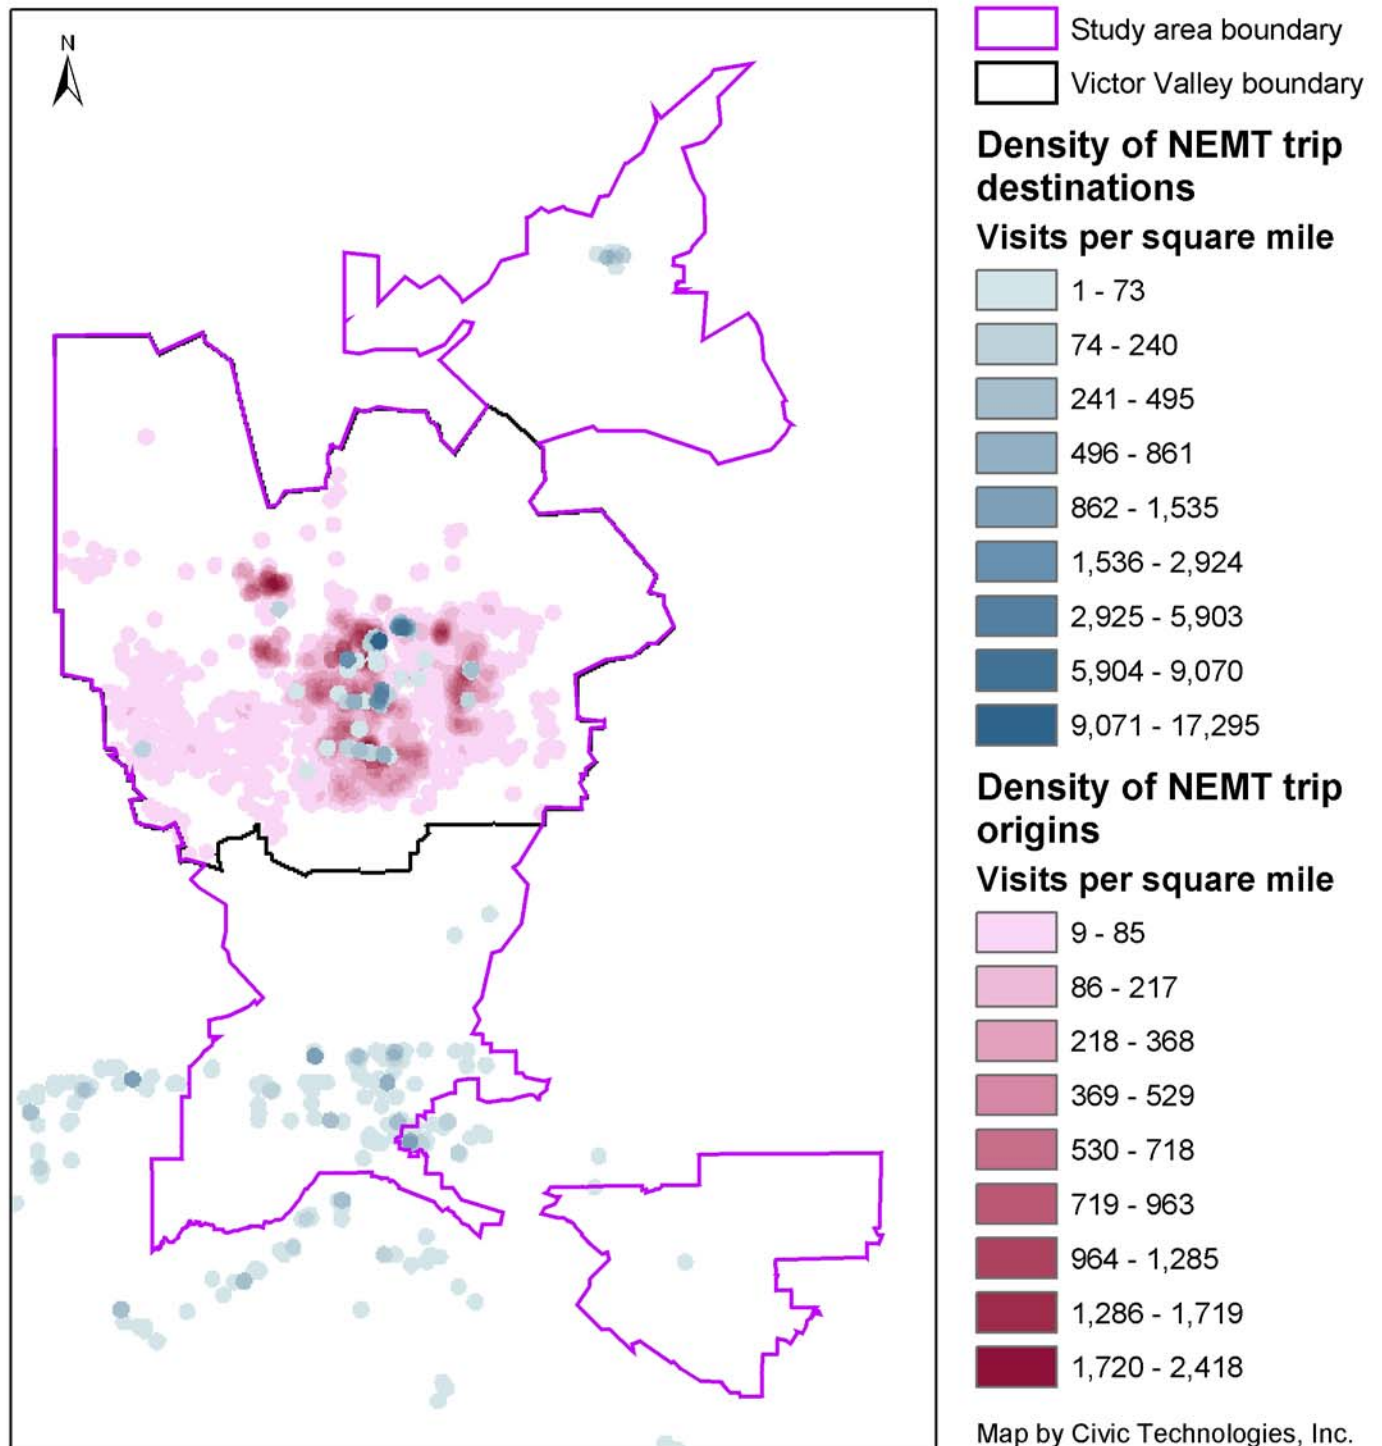 N
Study area boundary
Victor Valley boundary
Density of NEMT trip
destinations
Visits per square mile
1 - 73
74 - 240
241 - 495
496 - 861
862 - 1,535
1,536 - 2,924
2,925 - 5,903
5,904 - 9,070
9,071 - 17,295
Density of NEMT trip
origins
Visits per square mile
9 - 85
86 - 217
218 - 368
369 - 529
530 - 718
719 - 963
964 - 1,285
1,286 - 1,719
1,720 - 2,418
Map by Civic Technologies, Inc.